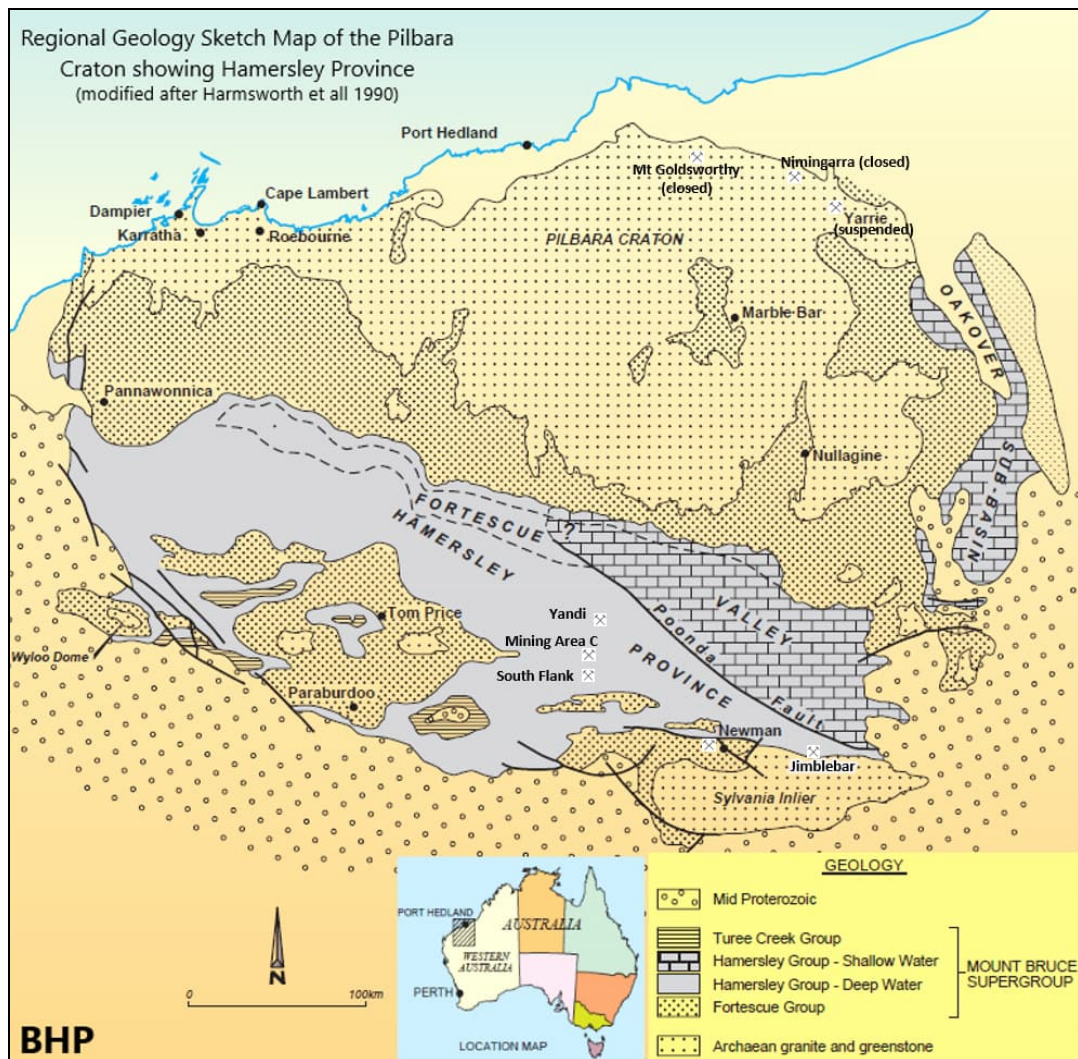 Regional Geology Sketch Map of the Pilbara
Craton showing Hamersley Province
(modified after Harmsworth et all 1990)
Port Hedland
Mt Goldsworthy
(closed)
Nimingarra (closed)
Cape Lambert
Dampier
Karratha
Roebourne
Yarrie
(suspended)
PILBARA CRATON
OAKOVER
SUB-BASIN
Marble Bar
Pannawonnica
Nullagine
FORTESCUE
?
HAMERSLEY
VALLEY
PROVINCE
Poonda
Fault
Yandi
Tom Price
Mining Area C
Wyloo Dome
South Flank
Paraburdoo
Newman
Jimblebar
Sylvania Inlier
GEOLOGY
Mid Proterozoic
Turee Creek Group
Hamersley Group - Shallow Water
Hamersley Group - Deep Water
Fortescue Group
MOUNT BRUCE
SUPERGROUP
Archaean granite and greenstone
PORT HEDLAND
AUSTRALIA
WESTERN
AUSTRALIA
PERTH
LOCATION MAP
N
0
100km
BHP